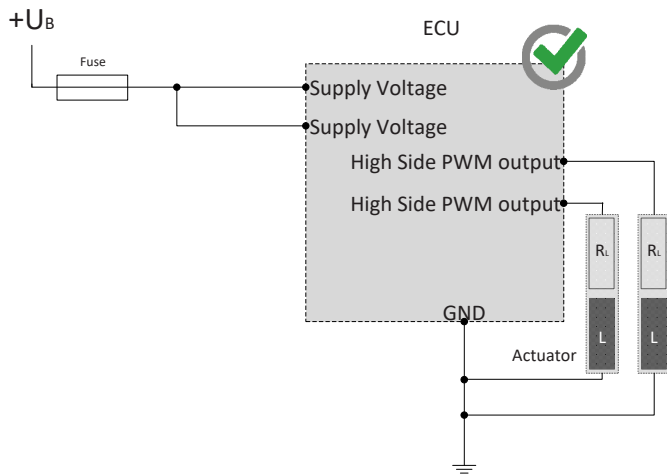 +UB
ECU
Fuse
Supply Voltage
Supply Voltage
High Side PWM output
High Side PWM output
RL
RL
L
L
GND
Actuator